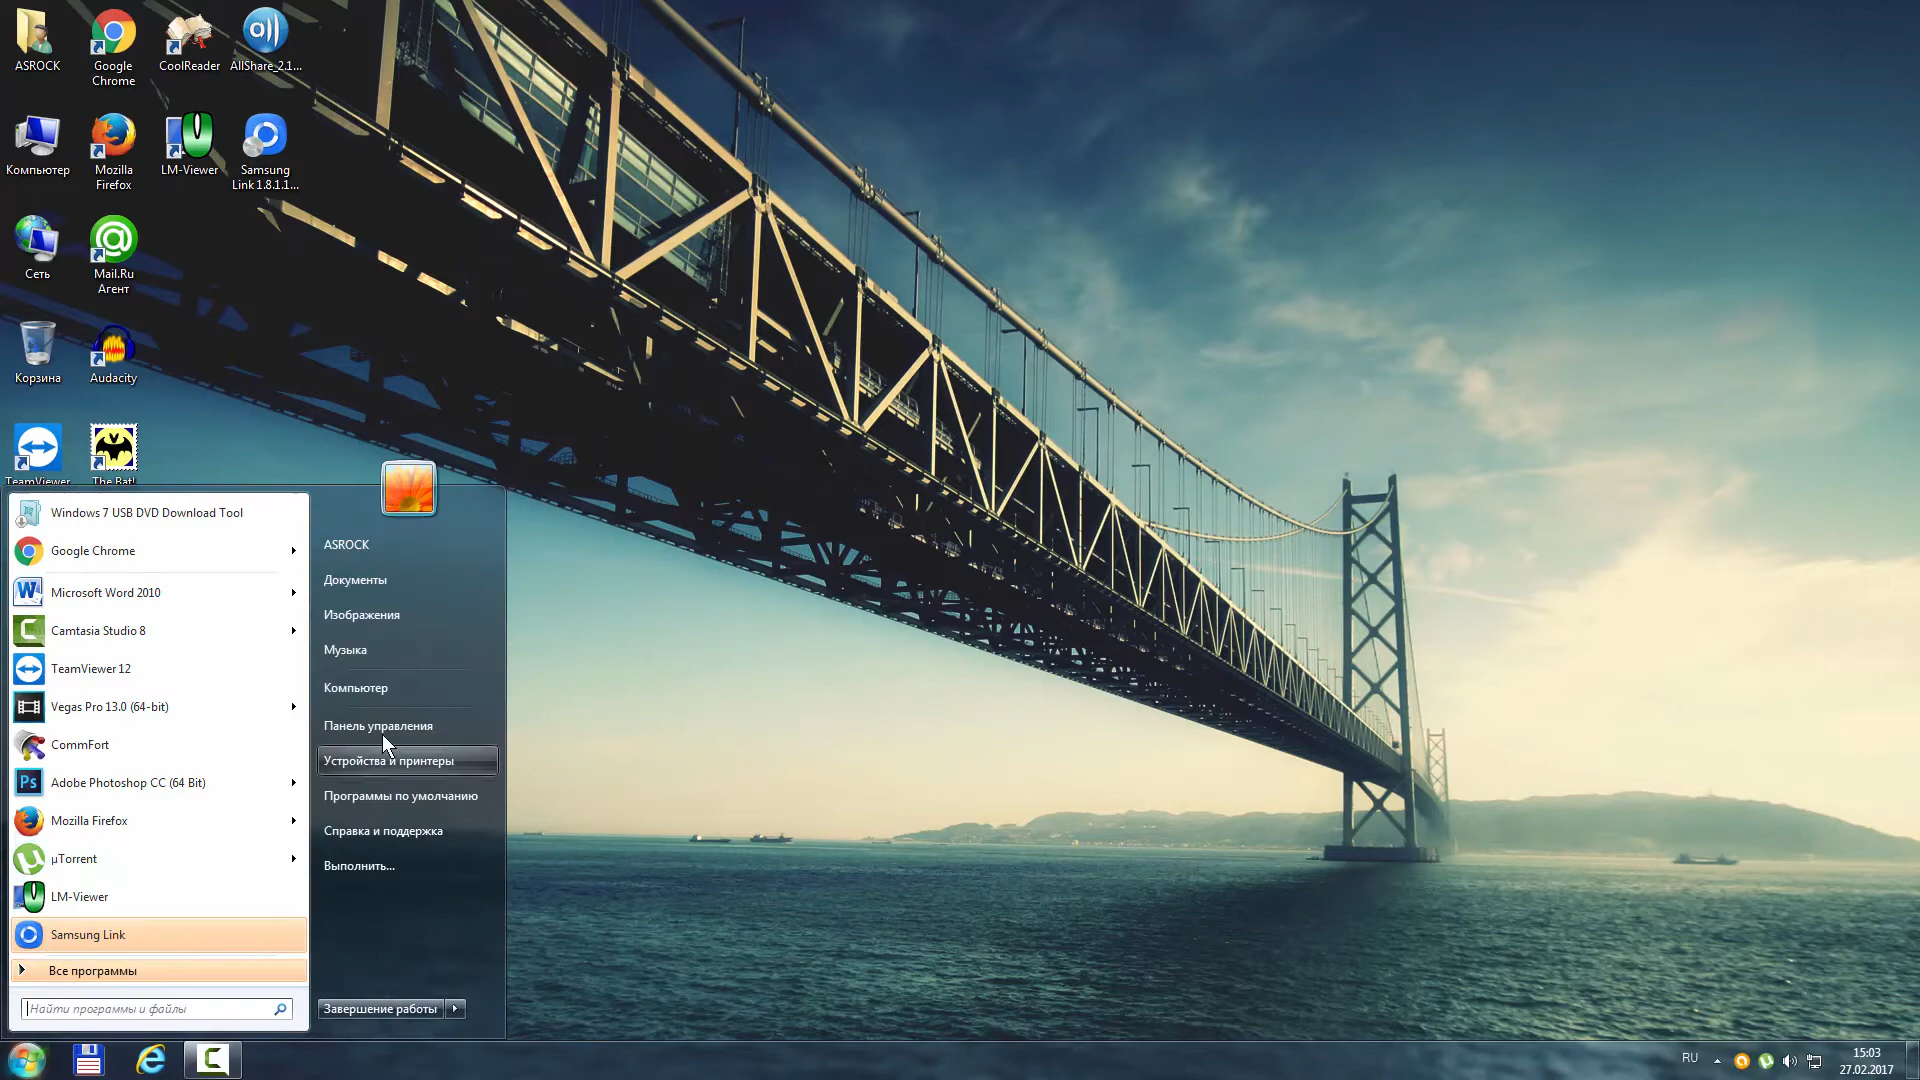 ASROCK
Google
Chrome
CoolReader
AllShare_2.1...
Компьютер
Mozilla
Firefox
LM-Viewer
Samsung
Link 1.8.1.1...
Сеть
Mail.Ru
Агент
Корзина
Audacity
TeamViewer
The Bat!
Windows 7 USB DVD Download Tool
Google Chrome
Microsoft Word 2010
Camtasia Studio 8
TeamViewer 12
Vegas Pro 13.0 (64-bit)
CommFort
Adobe Photoshop CC (64 Bit)
Mozilla Firefox
µTorrent
LM-Viewer
Samsung Link
Все программы
Найти программы и файлы
ASROCK
Документы
Изображения
Музыка
Компьютер
Панель управления
Устройства и принтеры
Программы по умолчанию
Справка и поддержка
Выполнить...
Завершение работы
RU
15:03
27.02.2017